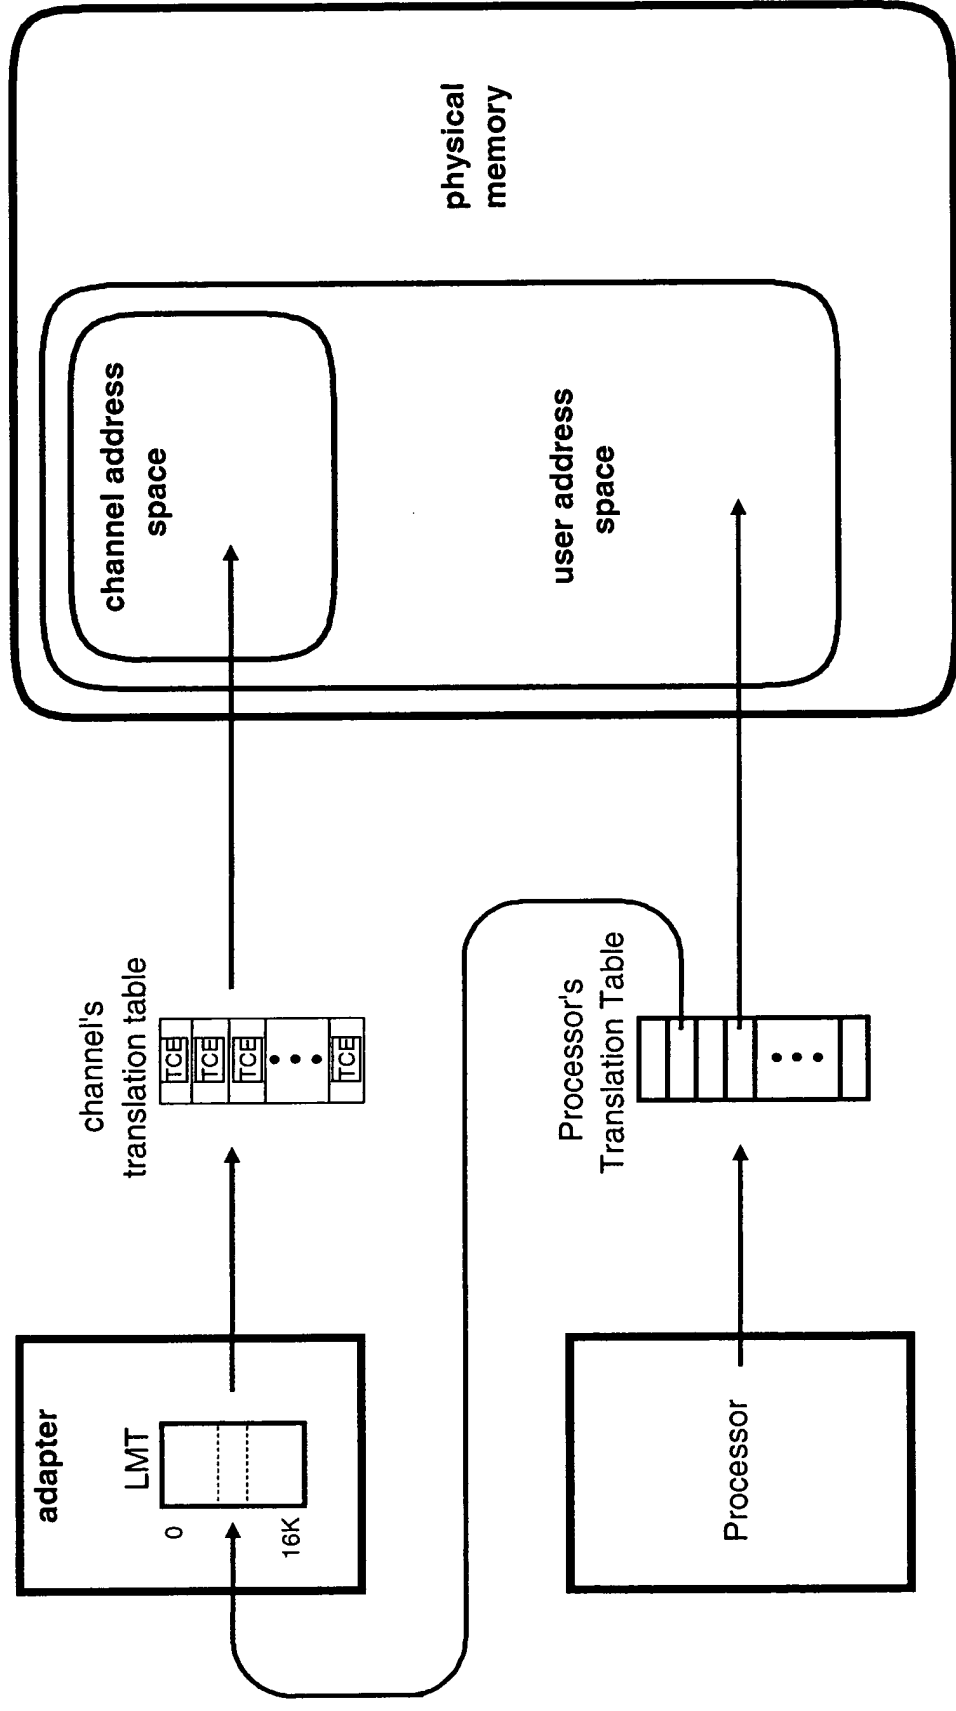 adapter
LMT
0
16K
channel's
translation table
TCE
TCE
TCE
TCE
channel address
space
physical
memory
user address
space
Processor
Processor's
Translation Table